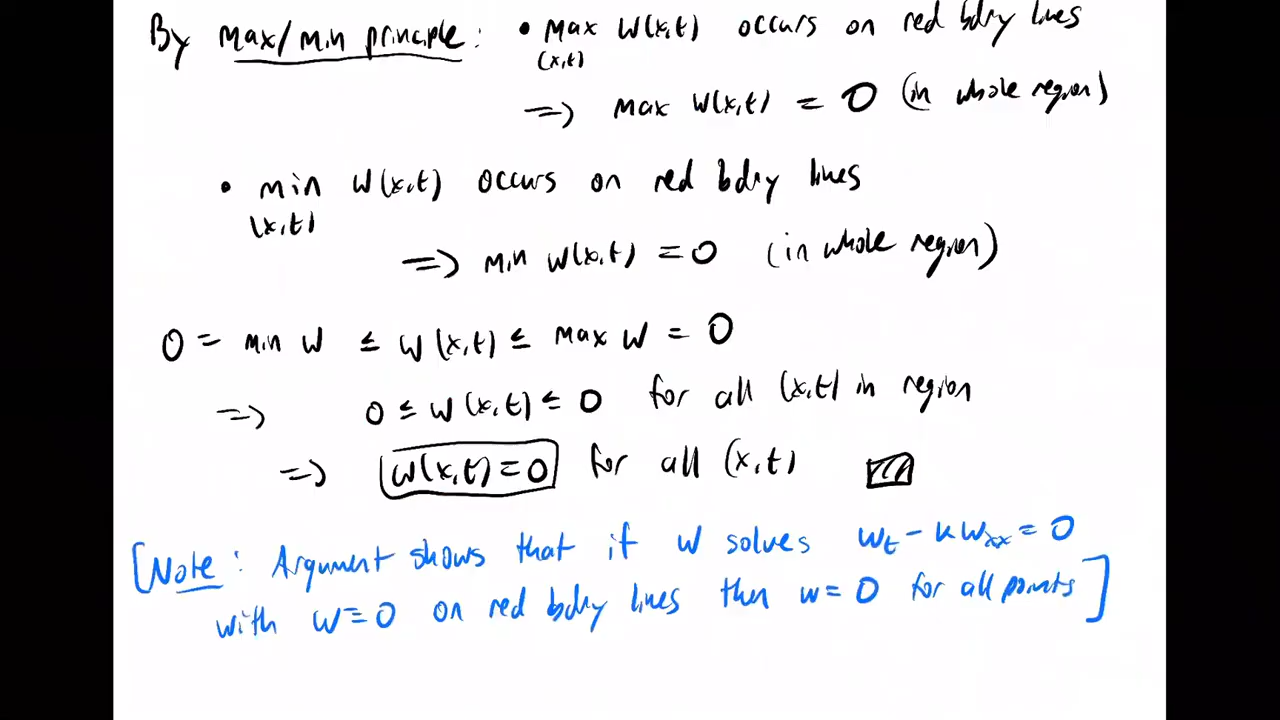 By max/min principle: • max w(x,t) occurs on red bdry lines
(x,t)
=> max w(x,t) = 0 (in whole region)
• min w(x,t) occurs on red bdry lines
(x,t)
=> min w(x,t) = 0 (in whole region)
0 = min w ≤ w(x,t) ≤ max w = 0
=> 0 ≤ w(x,t) ≤ 0 for all (x,t) in region
=> w(x,t) = 0 for all (x,t)
[Note: Argument shows that if w solves w_t - k w_xx = 0
with w ≡ 0 on red bdry lines then w = 0 for all points]